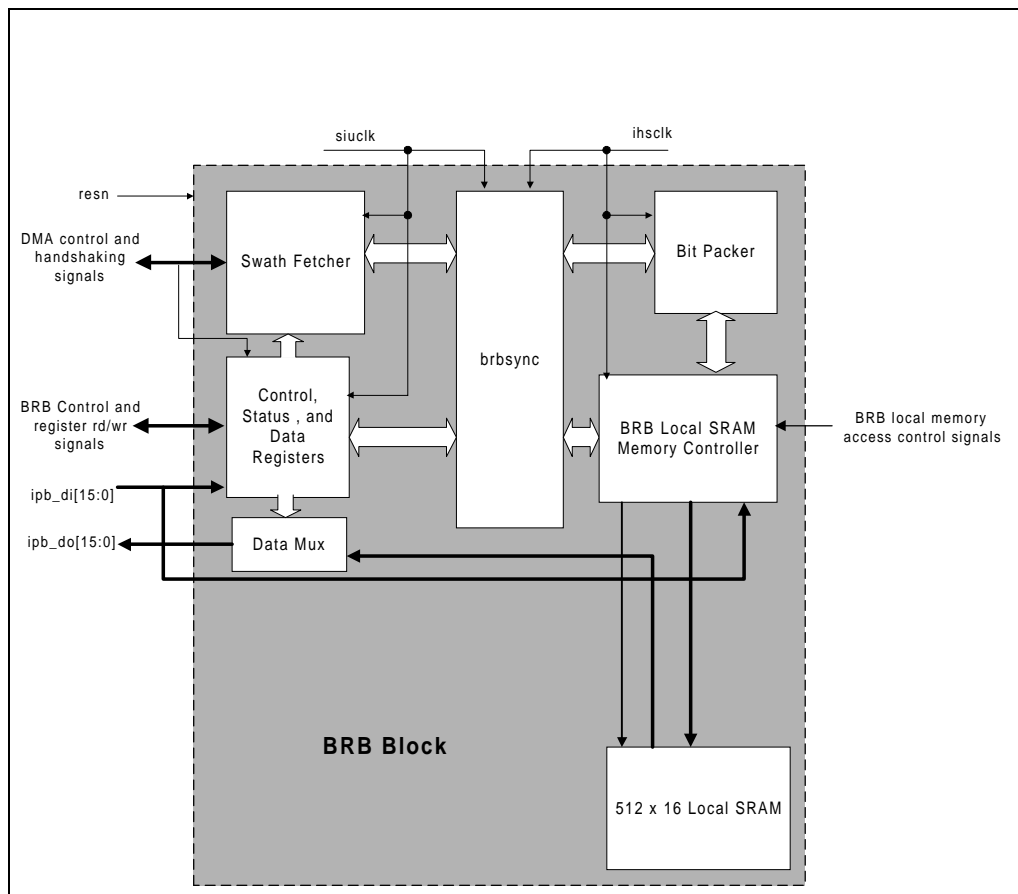 siuclk
ihsclk
resn
DMA control and
handshaking
signals
Swath Fetcher
Bit Packer
brbsync
Control,
Status , and
Data
Registers
BRB Control and
register rd/wr
signals
BRB Local SRAM
Memory Controller
BRB local memory
access control signals
ipb_di[15:0]
ipb_do[15:0]
Data Mux
BRB Block
512 x 16 Local SRAM